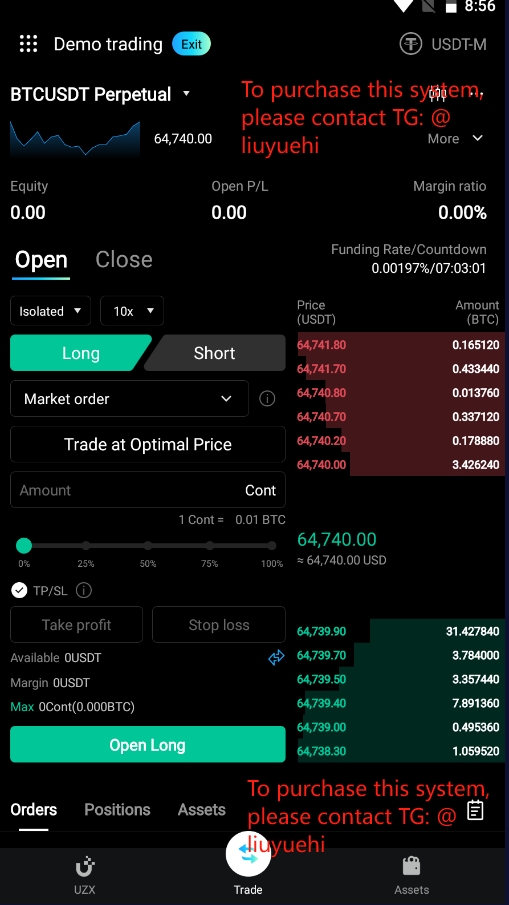 8:56
Demo trading Exit USDT-M
BTCUSDT Perpetual
To purchase this system,
please contact TG: @
liuyuehi
64,740.00
More
Equity Open P/L Margin ratio
0.00 0.00 0.00%
Open Close
Funding Rate/Countdown
0.00197%/07:03:01
Isolated 10x
Price Amount
(USDT) (BTC)
Long Short
64,741.80 0.165120
64,741.70 0.433440
Market order
64,740.80 0.013760
64,740.70 0.337120
Trade at Optimal Price
64,740.20 0.178880
64,740.00 3.426240
Amount Cont
1 Cont = 0.01 BTC
64,740.00
≈ 64,740.00 USD
0% 25% 50% 75% 100%
TP/SL
Take profit Stop loss
64,739.90 31.427840
64,739.70 3.784000
Available 0USDT
64,739.50 3.357440
Margin 0USDT
64,739.40 7.891360
Max 0Cont(0.000BTC)
64,739.00 0.495360
Open Long
64,738.30 1.059520
To purchase this system,
please contact TG: @
liuyuehi
Orders Positions Assets
UZX Trade Assets